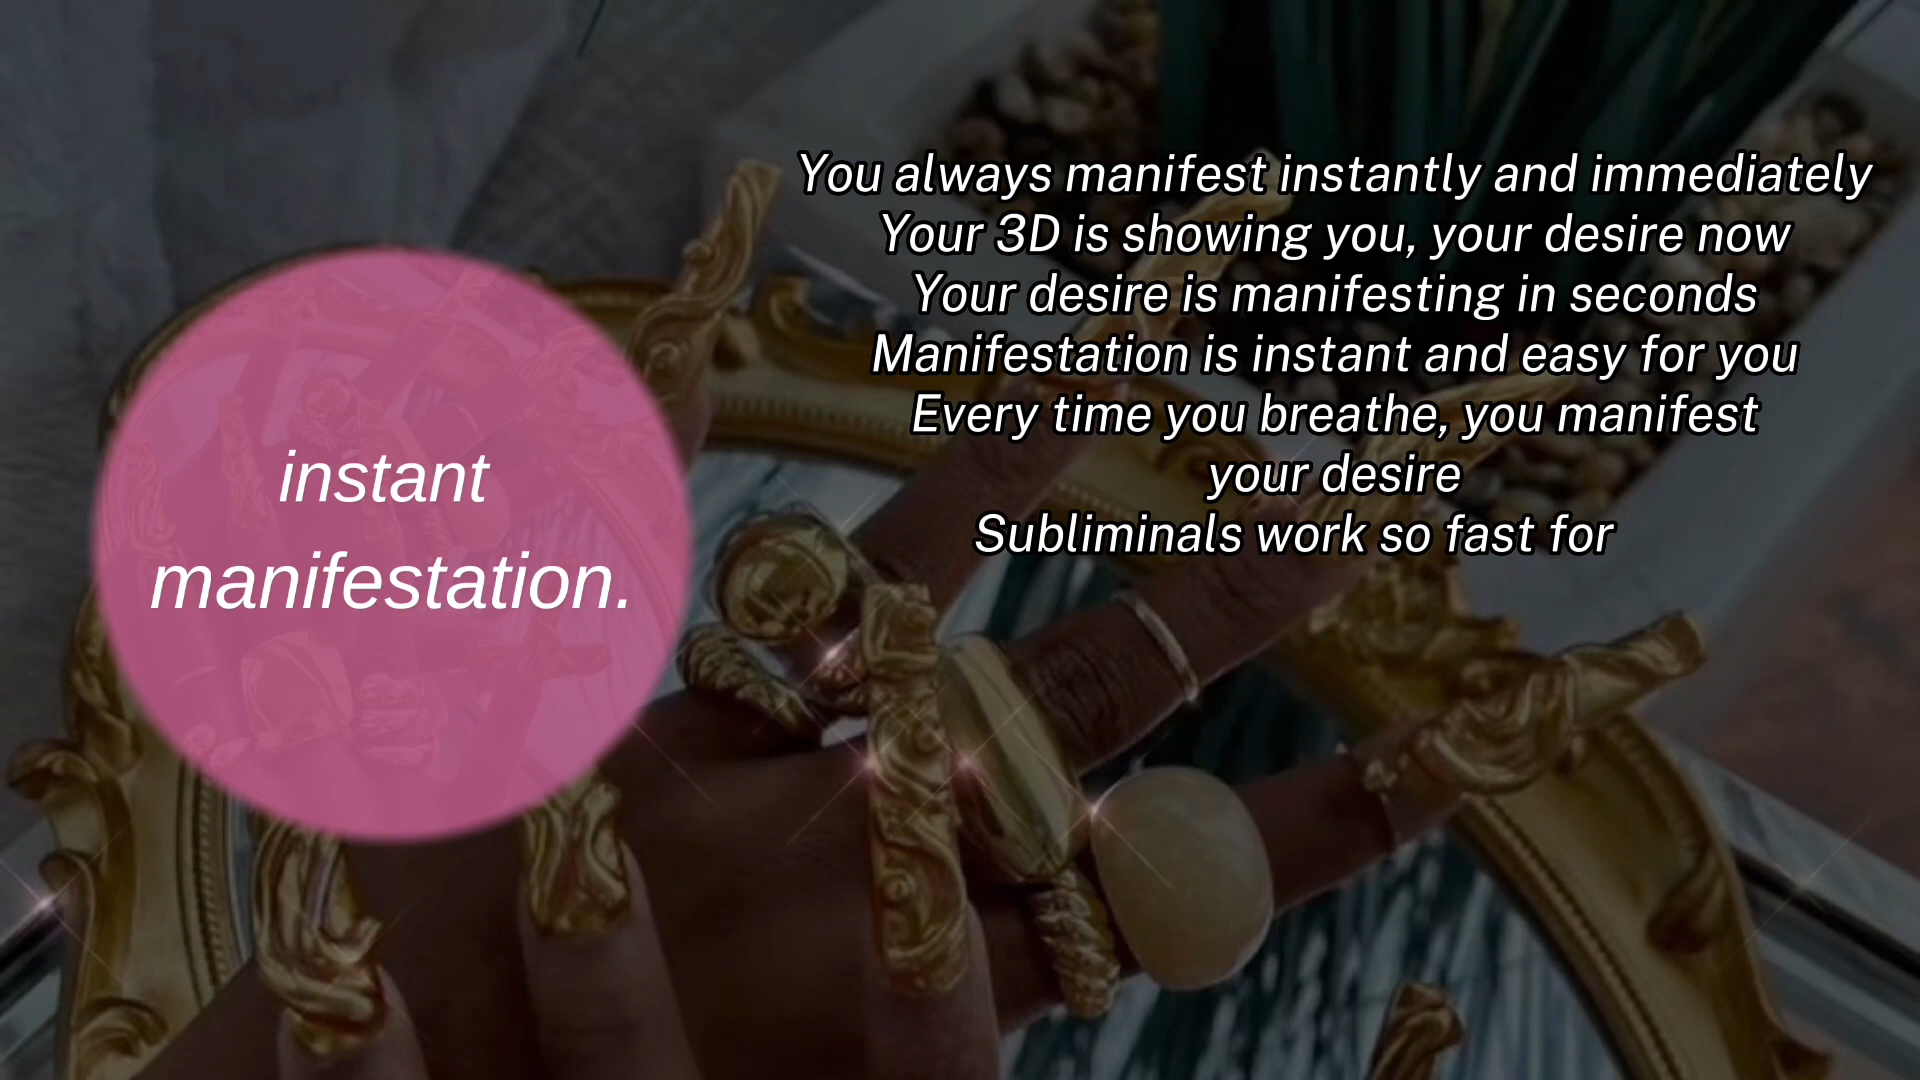 instant
manifestation.
You always manifest instantly and immediately
Your 3D is showing you, your desire now
Your desire is manifesting in seconds
Manifestation is instant and easy for you
Every time you breathe, you manifest
your desire
Subliminals work so fast for